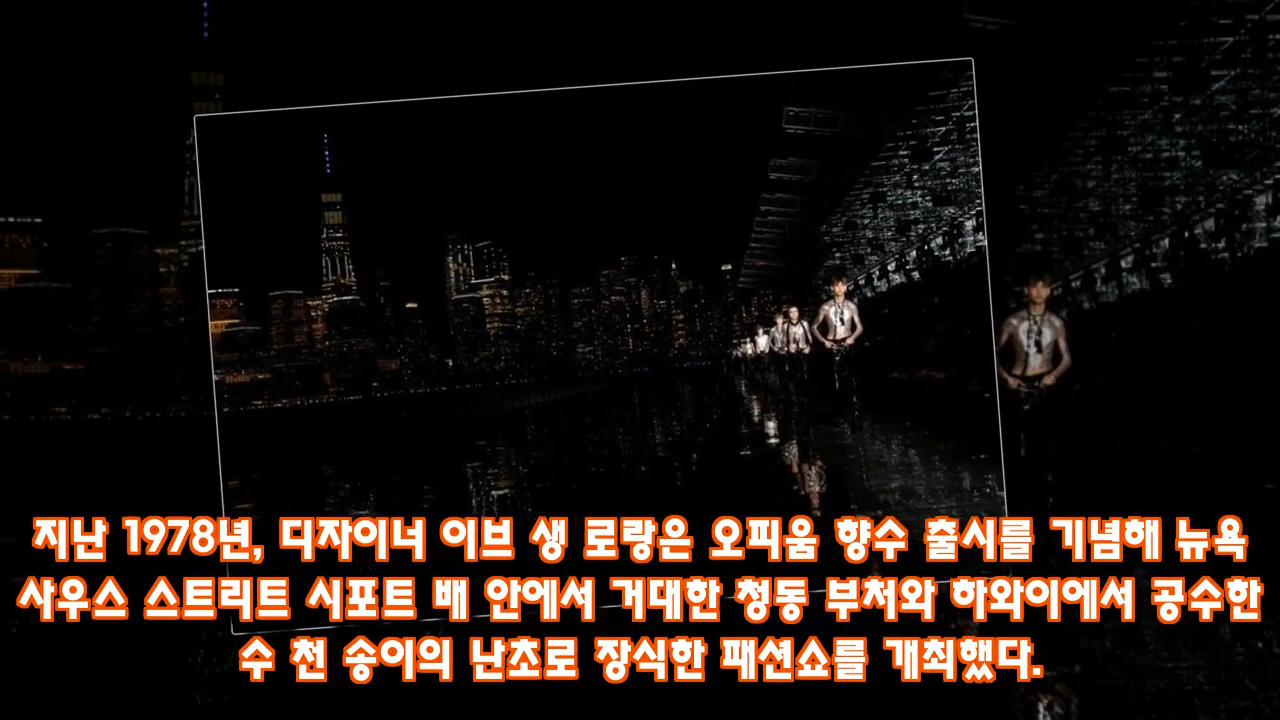 지난 1978년, 디자이너 이브 생 로랑은 오피움 향수 출시를 기념해 뉴욕
사우스 스트리트 시포트 배 안에서 거대한 청동 부처와 하와이에서 공수한
수 천 송이의 난초로 장식한 패션쇼를 개최했다.